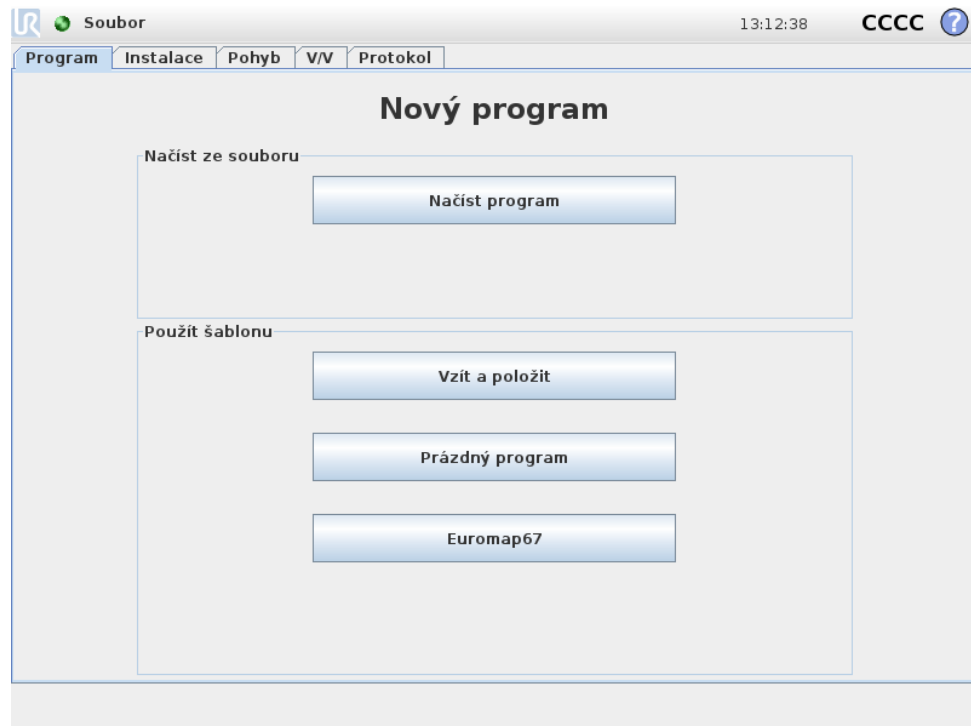 UR Soubor 13:12:38 CCCC ?
Program Instalace Pohyb V/V Protokol
Nový program
Načíst ze souboru
Načíst program
Použít šablonu
Vzít a položit
Prázdný program
Euromap67